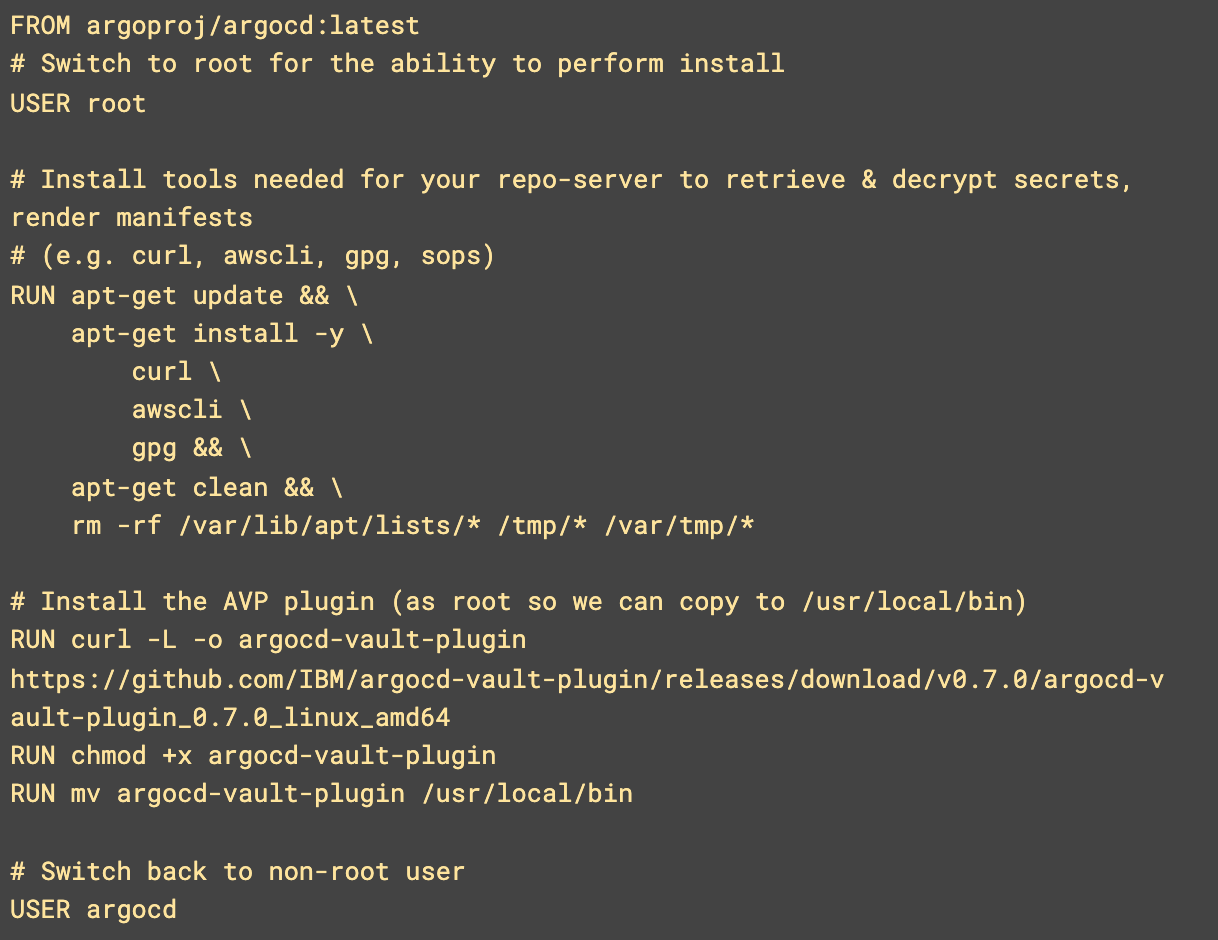 FROM argoproj/argocd:latest
# Switch to root for the ability to perform install
USER root

# Install tools needed for your repo-server to retrieve & decrypt secrets,
render manifests
# (e.g. curl, awscli, gpg, sops)
RUN apt-get update && \
    apt-get install -y \
        curl \
        awscli \
        gpg && \
    apt-get clean && \
    rm -rf /var/lib/apt/lists/* /tmp/* /var/tmp/*

# Install the AVP plugin (as root so we can copy to /usr/local/bin)
RUN curl -L -o argocd-vault-plugin
https://github.com/IBM/argocd-vault-plugin/releases/download/v0.7.0/argocd-v
ault-plugin_0.7.0_linux_amd64
RUN chmod +x argocd-vault-plugin
RUN mv argocd-vault-plugin /usr/local/bin

# Switch back to non-root user
USER argocd